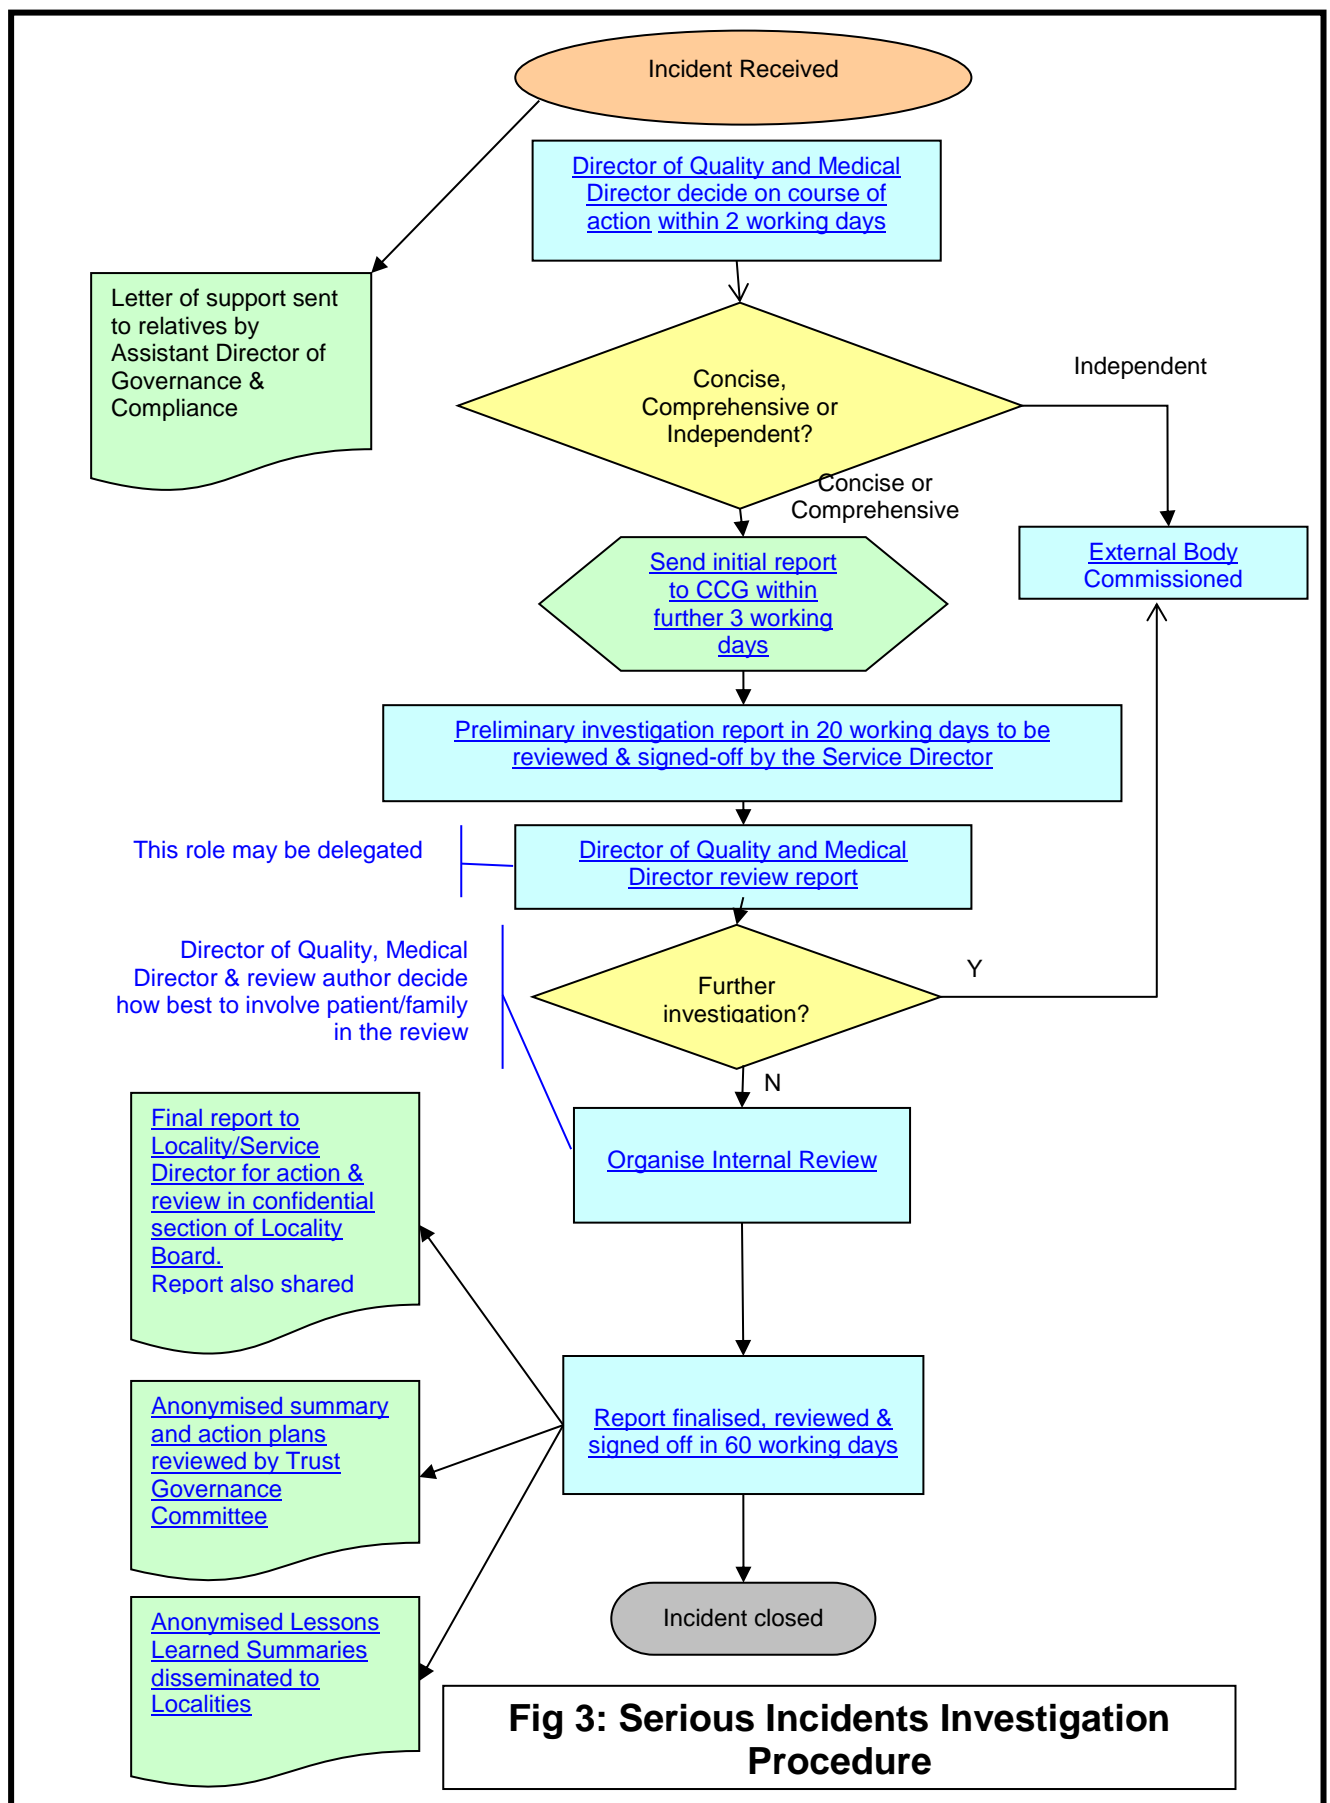 Incident Received
Director of Quality and Medical
Director decide on course of
action within 2 working days
Letter of support sent
to relatives by
Assistant Director of
Governance &
Compliance
Concise,
Comprehensive or
Independent?
Independent
Concise or
Comprehensive
External Body
Commissioned
Send initial report
to CCG within
further 3 working
days
Preliminary investigation report in 20 working days to be
reviewed & signed-off by the Service Director
This role may be delegated
Director of Quality and Medical
Director review report
Director of Quality, Medical
Director & review author decide
how best to involve patient/family
in the review
Further
investigation?
Y
N
Organise Internal Review
Final report to
Locality/Service
Director for action &
review in confidential
section of Locality
Board.
Report also shared
Anonymised summary
and action plans
reviewed by Trust
Governance
Committee
Report finalised, reviewed &
signed off in 60 working days
Anonymised Lessons
Learned Summaries
disseminated to
Localities
Incident closed
Fig 3: Serious Incidents Investigation
Procedure